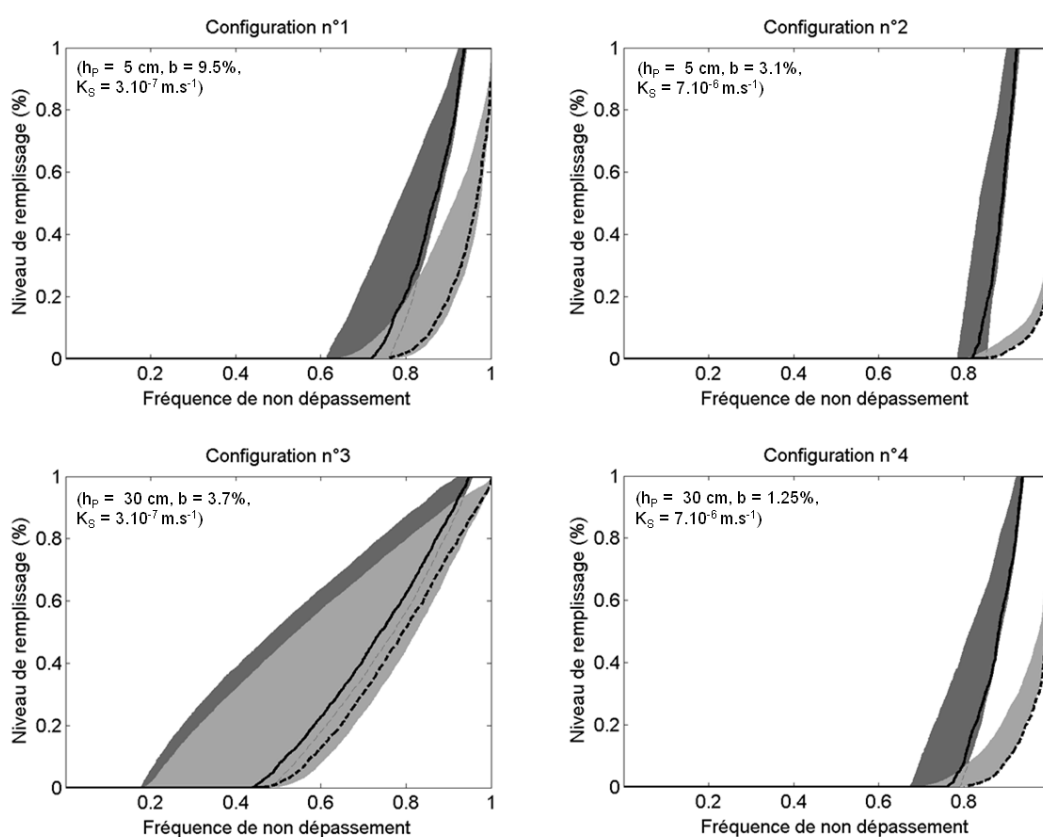 Configuration n°1
(hP = 5 cm, b = 9.5%,
KS = 3.10-7 m.s-1)
Niveau de remplissage (%)
1
0.8
0.6
0.4
0.2
0
0.2 0.4 0.6 0.8 1
Fréquence de non dépassement
Configuration n°2
(hP = 5 cm, b = 3.1%,
KS = 7.10-6 m.s-1)
Niveau de remplissage (%)
1
0.8
0.6
0.4
0.2
0
0.8
Fréquence de non dépassement
Configuration n°3
(hP = 30 cm, b = 3.7%,
KS = 3.10-7 m.s-1)
Niveau de remplissage (%)
1
0.8
0.6
0.4
0.2
0
0.2 0.4 0.6 0.8 1
Fréquence de non dépassement
Configuration n°4
(hP = 30 cm, b = 1.25%,
KS = 7.10-6 m.s-1)
Niveau de remplissage (%)
1
0.8
0.6
0.4
0.2
0
0.2 0.4 0.6 0.8
Fréquence de non dépassement